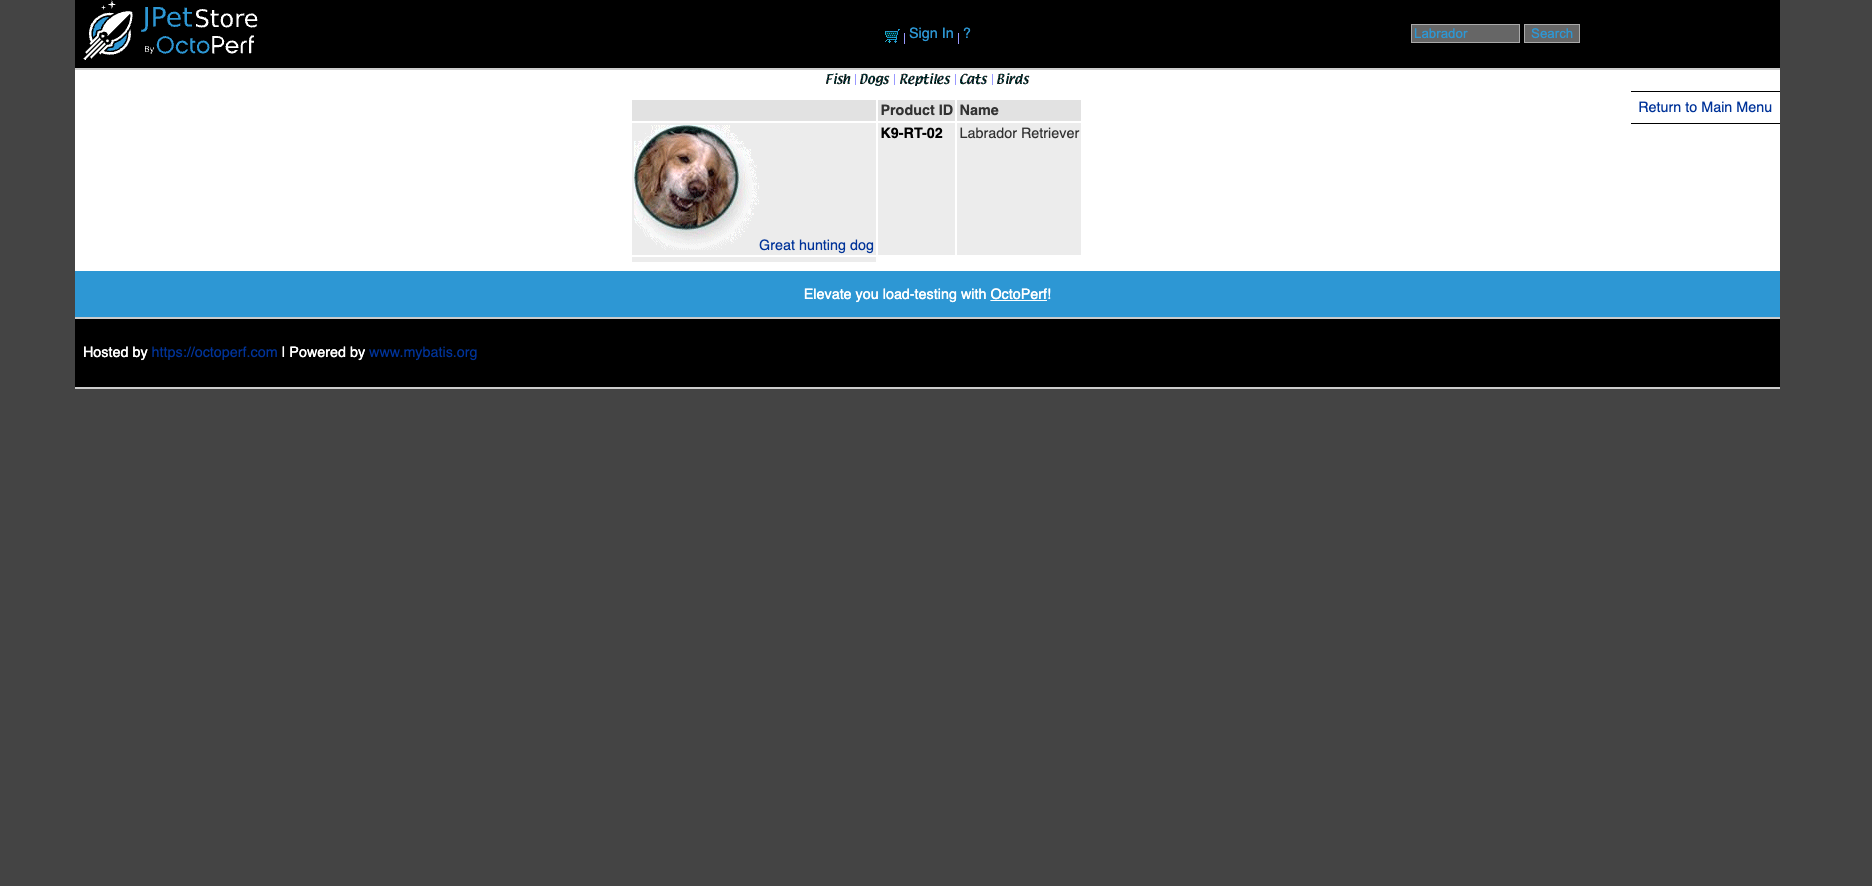 JPetStore
By OctoPerf
Sign In ?
Labrador Search
Fish Dogs Reptiles Cats Birds
Return to Main Menu
Product ID Name
K9-RT-02 Labrador Retriever
Great hunting dog
Elevate you load-testing with OctoPerf!
Hosted by https://octoperf.com | Powered by www.mybatis.org